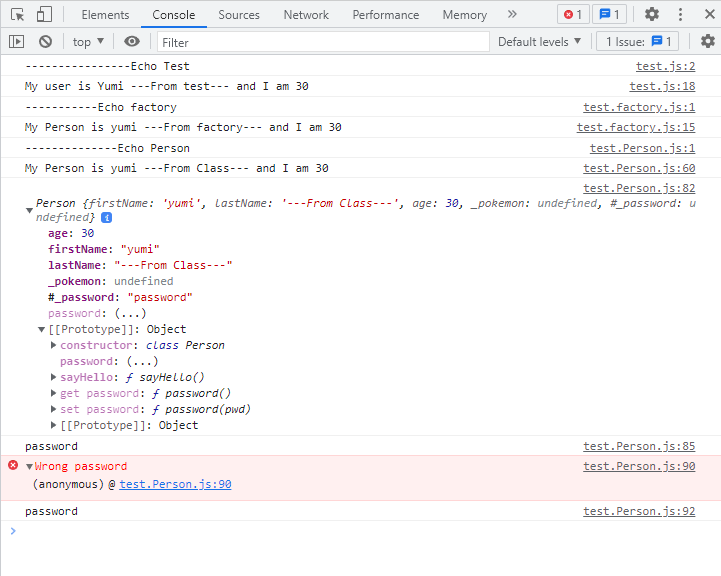 Elements Console Sources Network Performance Memory » 1 1
top ▼ Filter Default levels ▼ 1 Issue: 1
----------------Echo Test test.js:2
My user is Yumi ---From test--- and I am 30 test.js:18
-----------Echo factory test.factory.js:1
My Person is yumi ---From factory--- and I am 30 test.factory.js:15
--------------Echo Person test.Person.js:1
My Person is yumi ---From Class--- and I am 30 test.Person.js:60
test.Person.js:82
Person {firstName: 'yumi', lastName: '---From Class---', age: 30, _pokemon: undefined, #_password: u
ndefined} i
age: 30
firstName: "yumi"
lastName: "---From Class---"
_pokemon: undefined
#_password: "password"
password: (...)
[[Prototype]]: Object
constructor: class Person
password: (...)
sayHello: ƒ sayHello()
get password: ƒ password()
set password: ƒ password(pwd)
[[Prototype]]: Object
password test.Person.js:85
Wrong password test.Person.js:90
(anonymous) @ test.Person.js:90
password test.Person.js:92